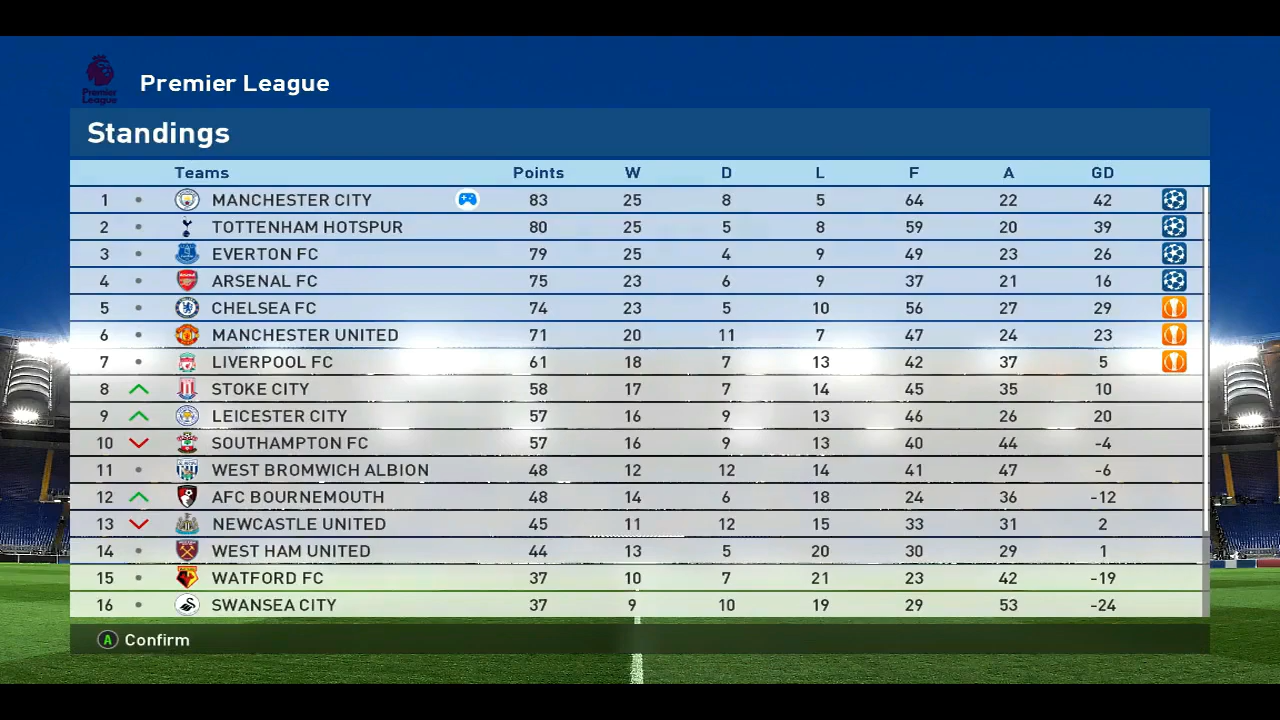 Premier League
Premier League
Standings
Teams Points W D L F A GD
1 MANCHESTER CITY 83 25 8 5 64 22 42
2 TOTTENHAM HOTSPUR 80 25 5 8 59 20 39
3 EVERTON FC 79 25 4 9 49 23 26
4 ARSENAL FC 75 23 6 9 37 21 16
5 CHELSEA FC 74 23 5 10 56 27 29
6 MANCHESTER UNITED 71 20 11 7 47 24 23
7 LIVERPOOL FC 61 18 7 13 42 37 5
8 STOKE CITY 58 17 7 14 45 35 10
9 LEICESTER CITY 57 16 9 13 46 26 20
10 SOUTHAMPTON FC 57 16 9 13 40 44 -4
11 WEST BROMWICH ALBION 48 12 12 14 41 47 -6
12 AFC BOURNEMOUTH 48 14 6 18 24 36 -12
13 NEWCASTLE UNITED 45 11 12 15 33 31 2
14 WEST HAM UNITED 44 13 5 20 30 29 1
15 WATFORD FC 37 10 7 21 23 42 -19
16 SWANSEA CITY 37 9 10 19 29 53 -24
A Confirm